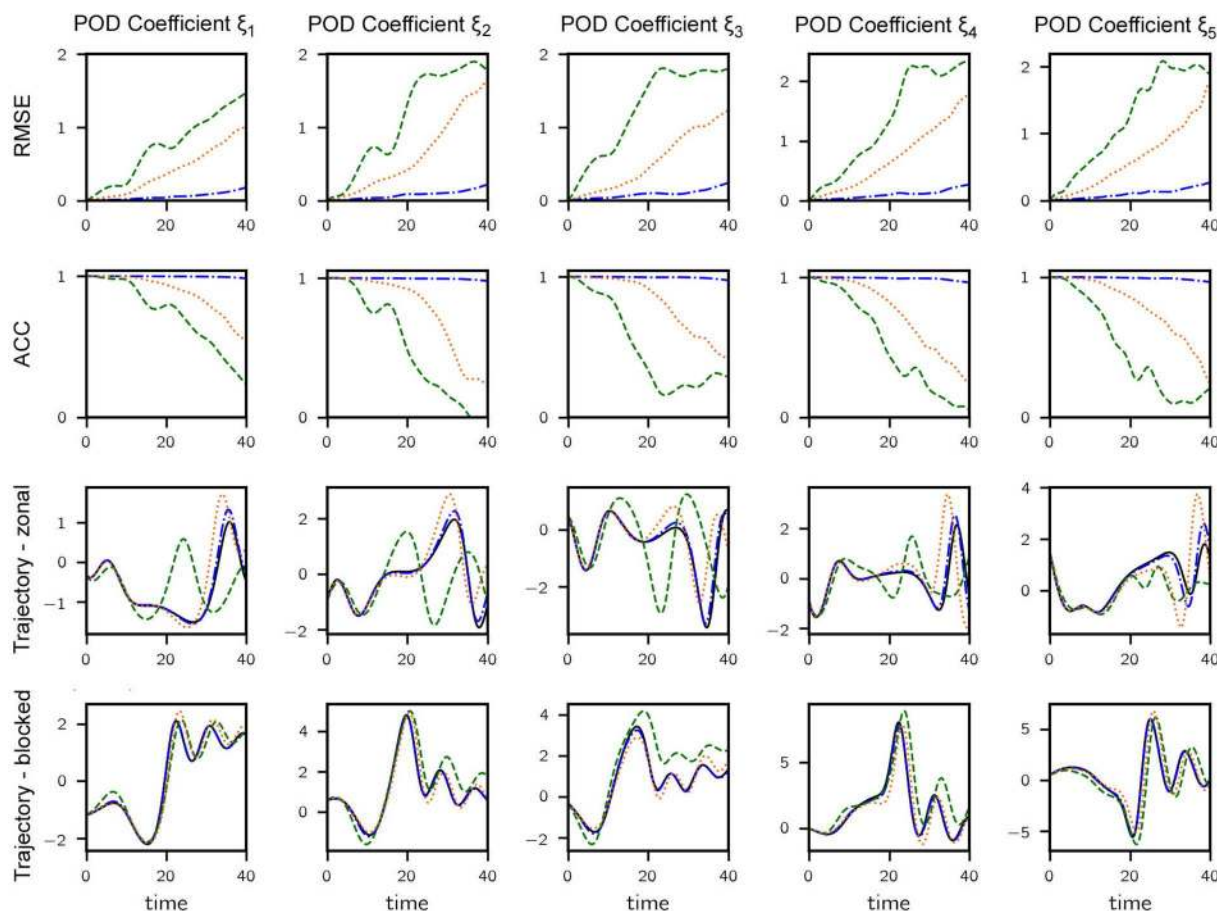 POD Coefficient ξ1 POD Coefficient ξ2 POD Coefficient ξ3 POD Coefficient ξ4 POD Coefficient ξ5
RMSE
2 2 2 2 2
1 1 1 1 1
0 0 0 0 0
0 20 40 0 20 40 0 20 40 0 20 40 0 20 40
ACC
1 1 1 1 1
0 0 0 0 0
0 20 40 0 20 40 0 20 40 0 20 40 0 20 40
Trajectory - zonal
1 0 −1
2 0 −2
0 −2
2 0 −2
4 2 0
0 20 40 0 20 40 0 20 40 0 20 40 0 20 40
Trajectory - blocked
2 0 −2
4 2 0 −2
4 2 0 −2
5 0
5 0 −5
0 20 40 0 20 40 0 20 40 0 20 40 0 20 40
time time time time time